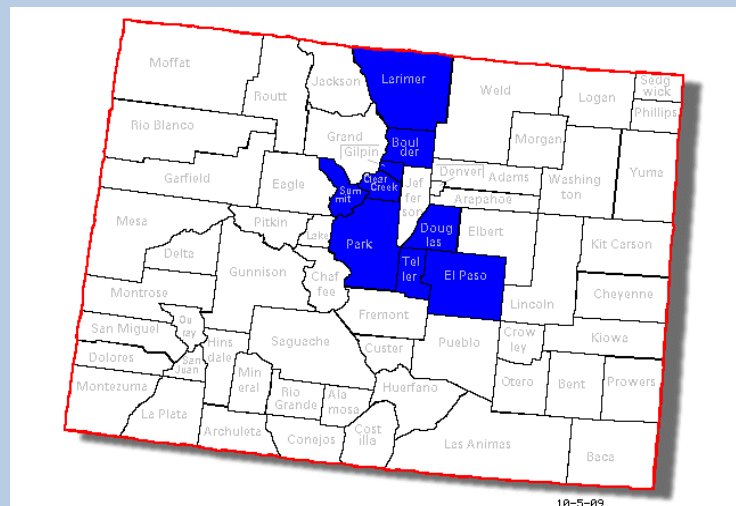 Moffat
Routt
Jackson
Larimer
Weld
Logan
Sedg
wick
Phillips
Rio Blanco
Grand
Boul
der
Morgan
Gilpin
Garfield
Eagle
Sum
mit
Clear
Creek
Jef
fer
son
Denver
Adams
Arapahoe
Washing
ton
Yuma
Mesa
Pitkin
Lake
Park
Doug
las
Elbert
Kit Carson
Delta
Gunnison
Chaf
fee
Tel
ler
El Paso
Lincoln
Cheyenne
Montrose
Fremont
San Miguel
Ou
ray
Hins
dale
Saguache
Custer
Pueblo
Crow
ley
Kiowa
Dolores
San
Juan
Montezuma
Min
eral
Rio
Grande
Ala
mosa
Huerfano
Otero
Bent
Prowers
La Plata
Archuleta
Conejos
Cost
illa
Las Animas
Baca
10-5-09